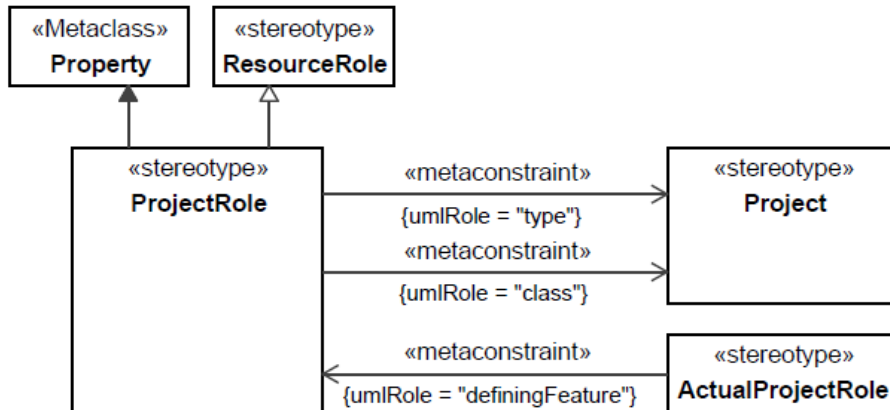 «Metaclass»
Property
«stereotype»
ResourceRole
«stereotype»
ProjectRole
«metaconstraint»
{umlRole = "type"}
«metaconstraint»
{umlRole = "class"}
«metaconstraint»
{umlRole = "definingFeature"}
«stereotype»
Project
«stereotype»
ActualProjectRole